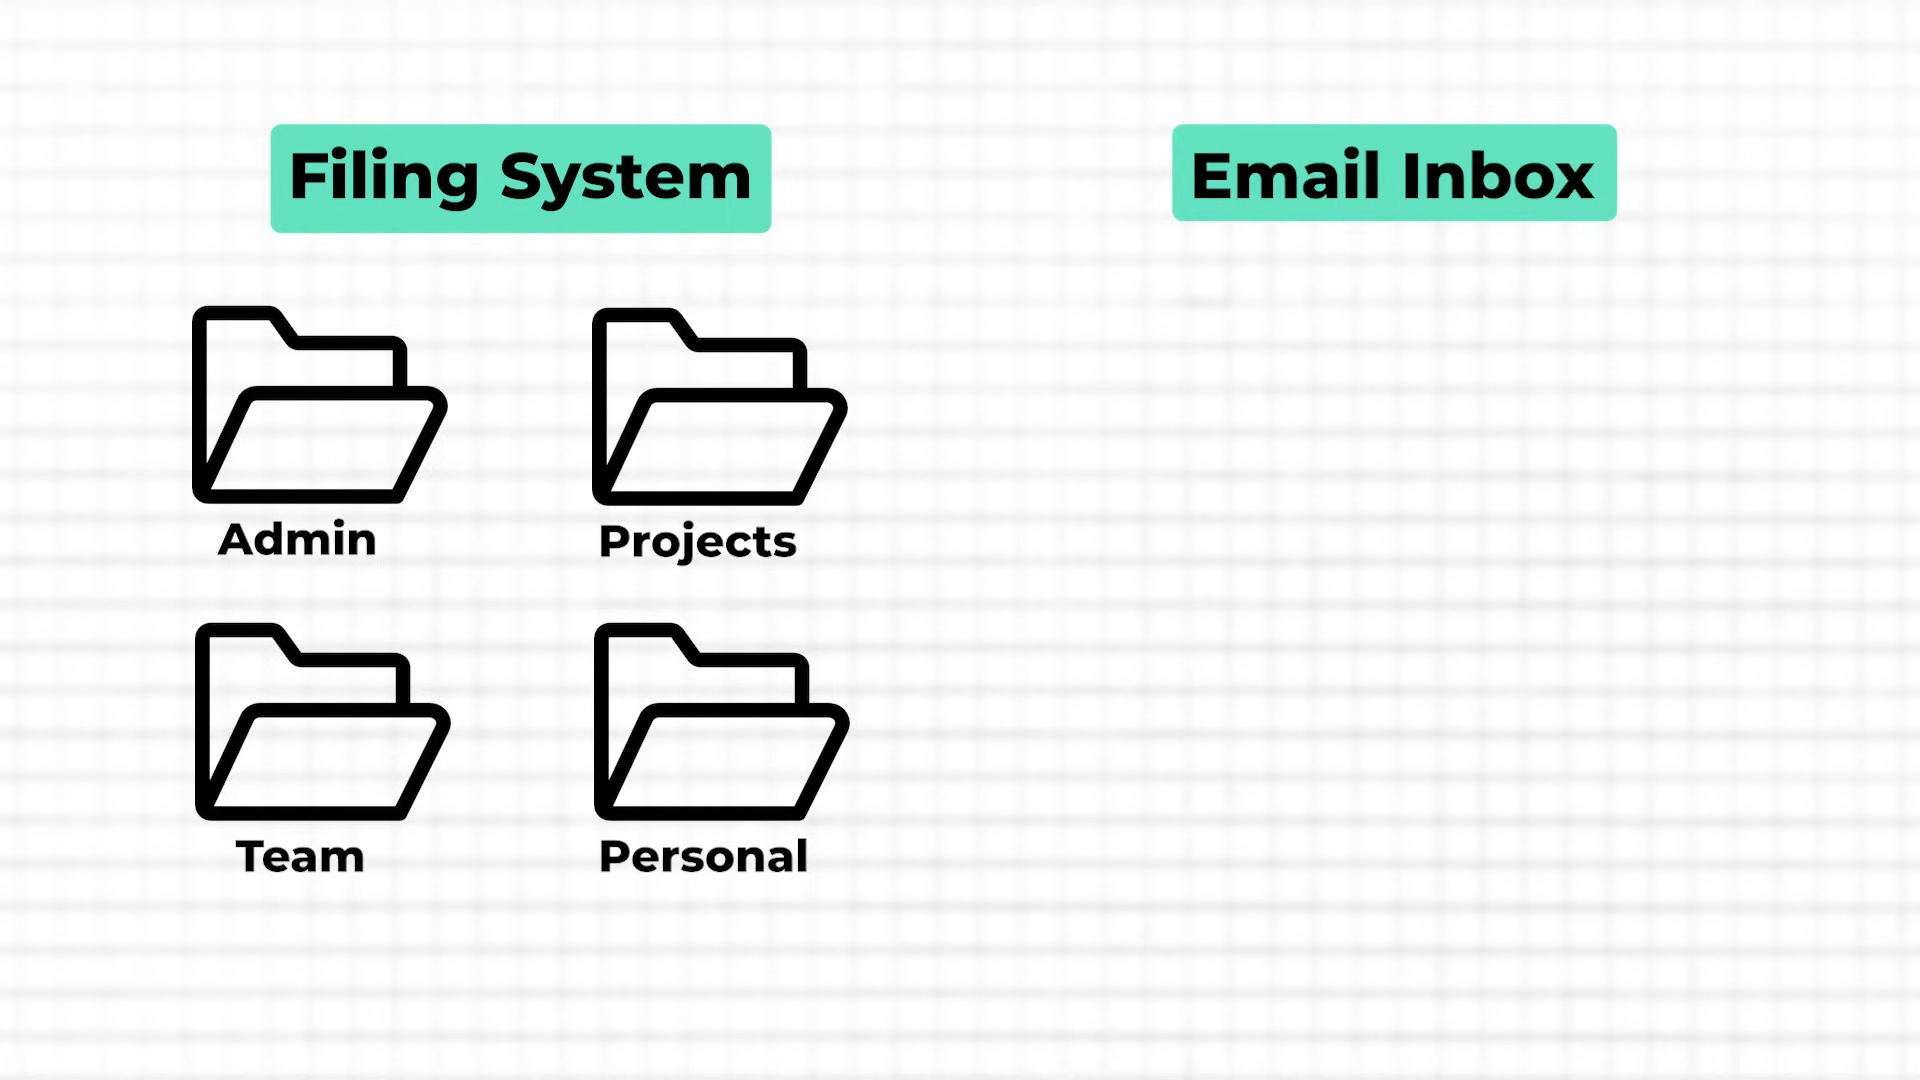 Filing System
Email Inbox
Admin
Projects
Team
Personal